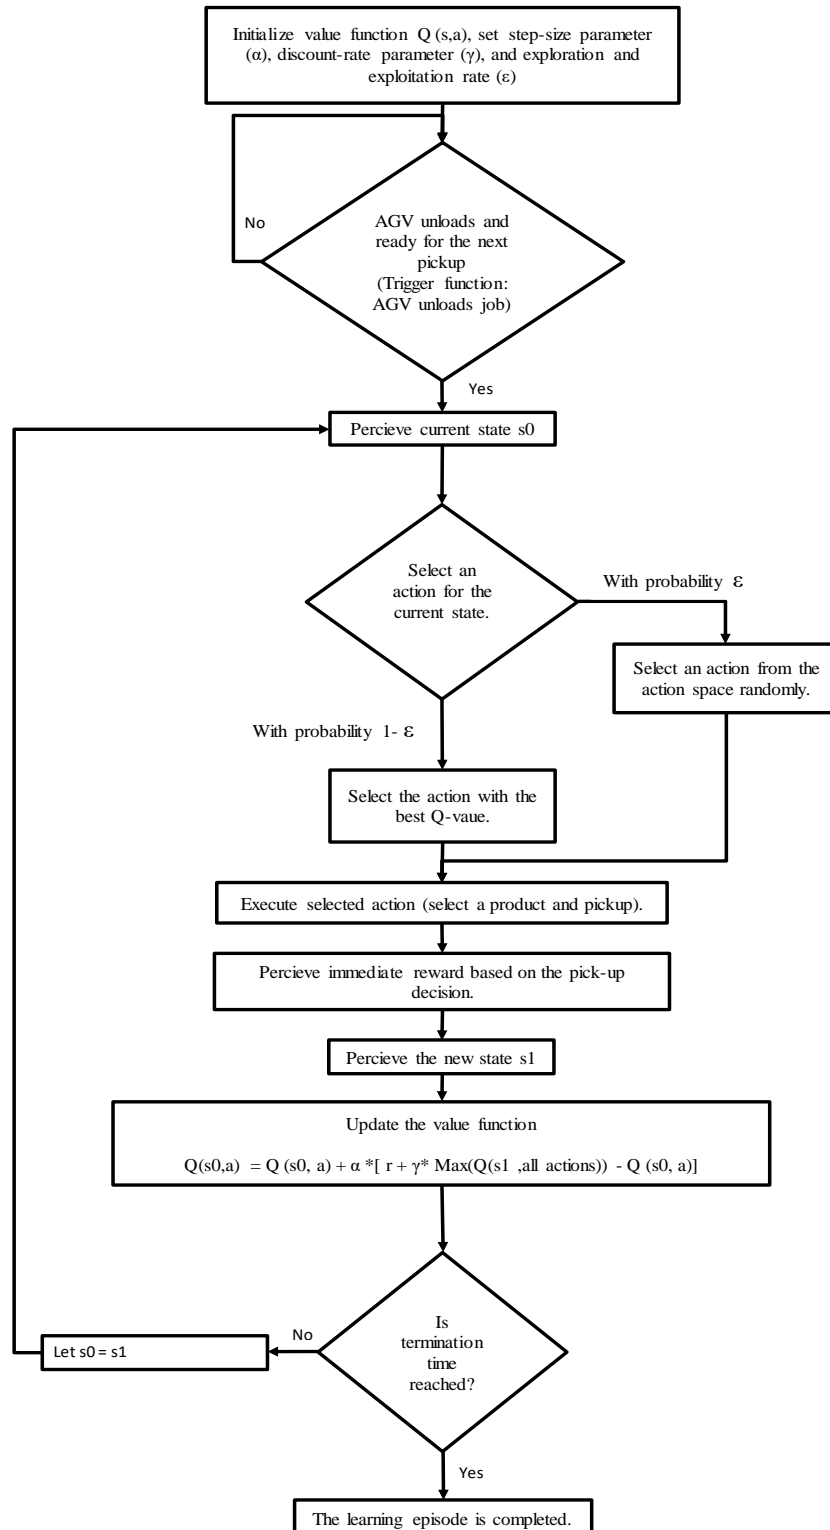 Initialize value function Q (s,a), set step-size parameter
(α), discount-rate parameter (γ), and exploration and
exploitation rate (ε)
No
AGV unloads and
ready for the next
pickup
(Trigger function:
AGV unloads job)
Yes
Percieve current state s0
Select an
action for the
current state.
With probability ε
Select an action from the
action space randomly.
With probability 1- ε
Select the action with the
best Q-vaue.
Execute selected action (select a product and pickup).
Percieve immediate reward based on the pick-up
decision.
Percieve the new state s1
Update the value function
Q(s0,a) = Q (s0, a) + α *[ r + γ* Max(Q(s1 ,all actions)) - Q (s0, a)]
Is
termination
time
reached?
No
Let s0 = s1
Yes
The learning episode is completed.